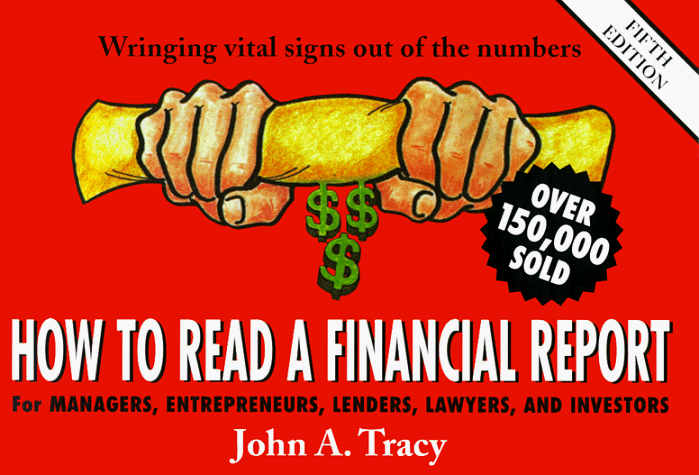 Wringing vital signs out of the numbers
FIFTH
EDITION
$ $
$
OVER
150,000
SOLD
HOW TO READ A FINANCIAL REPORT
For MANAGERS, ENTREPRENEURS, LENDERS, LAWYERS, AND INVESTORS
John A. Tracy